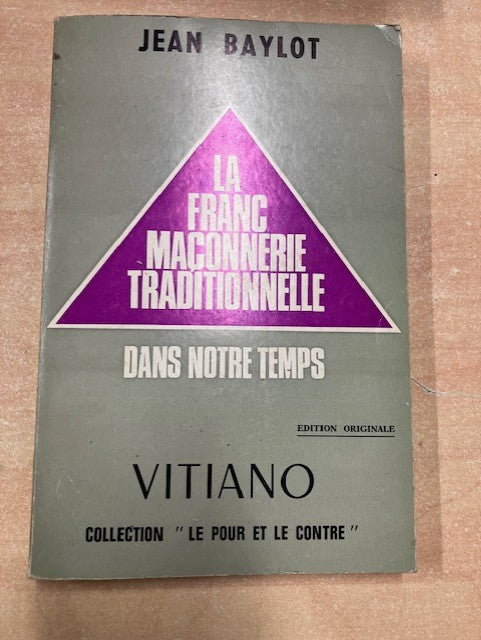 JEAN BAYLOT
LA
FRANC
MAÇONNERIE
TRADITIONNELLE
DANS NOTRE TEMPS
EDITION ORIGINALE
VITIANO
COLLECTION " LE POUR ET LE CONTRE "